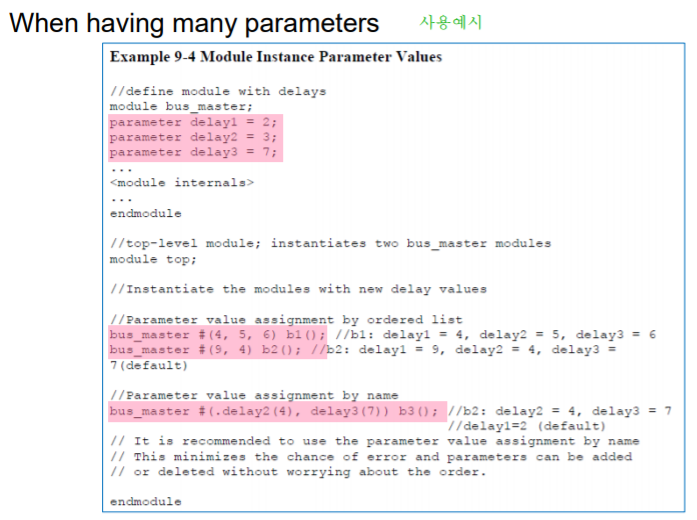 When having many parameters 사용예시
Example 9-4 Module Instance Parameter Values
//define module with delays
module bus_master;
parameter delay1 = 2;
parameter delay2 = 3;
parameter delay3 = 7;
...
<module internals>
...
endmodule
//top-level module; instantiates two bus_master modules
module top;
//Instantiate the modules with new delay values
//Parameter value assignment by ordered list
bus_master #(4, 5, 6) b1(); //b1: delay1 = 4, delay2 = 5, delay3 = 6
bus_master #(9, 4) b2(); //b2: delay1 = 9, delay2 = 4, delay3 =
7(default)
//Parameter value assignment by name
bus_master #(.delay2(4), delay3(7)) b3(); //b2: delay2 = 4, delay3 = 7
//delay1=2 (default)
// It is recommended to use the parameter value assignment by name
// This minimizes the chance of error and parameters can be added
// or deleted without worrying about the order.
endmodule